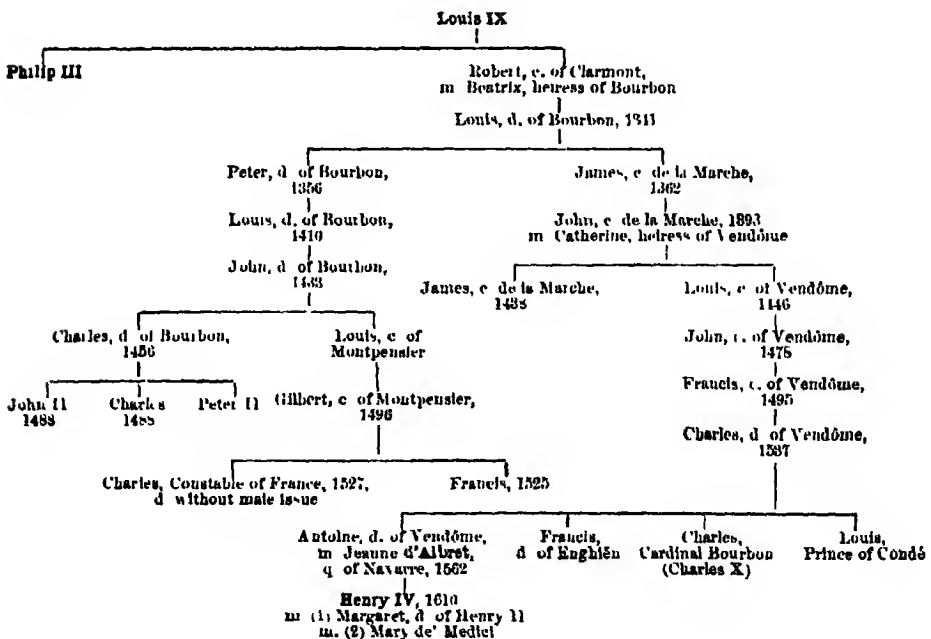 Louis IX
Philip III
Robert, c. of Clarmont,
m Beatrix, heiress of Bourbon
Louis, d. of Bourbon, 1341
Peter, d of Bourbon,
1356
James, c de la Marche,
1362
Louis, d. of Bourbon,
1410
John, c de la Marche, 1393
m Catherine, heiress of Vendôme
John, d of Bourbon,
1433
James, c de la Marche,
1438
Louis, c of Vendôme,
1446
Charles, d of Bourbon,
1456
Louis, c of
Montpensier
John, c. of Vendôme,
1478
John II
1488
Charles
1488
Peter II
Gilbert, c of Montpensier,
1496
Francis, c. of Vendôme,
1495
Charles, d of Vendôme,
1537
Charles, Constable of France, 1527,
d without male issue
Francis, 1525
Antoine, d. of Vendôme,
m Jeanne d'Albret,
q of Navarre, 1562
Francis,
d of Enghien
Charles,
Cardinal Bourbon
(Charles X)
Louis,
Prince of Condé
Henry IV, 1610
m (1) Margaret, d of Henry II
m. (2) Mary de' Medici